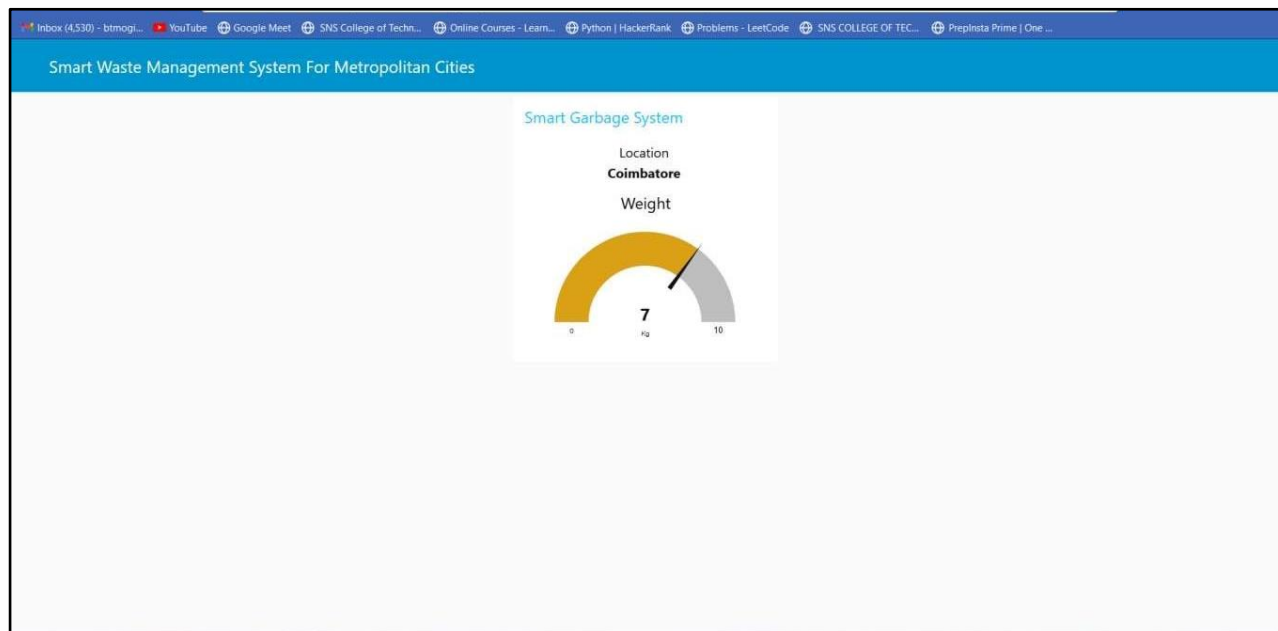 Inbox (4,530) - btmogi... YouTube Google Meet SNS College of Techn... Online Courses - Learn... Python | HackerRank Problems - LeetCode SNS COLLEGE OF TEC... PrepInsta Prime | One ...
Smart Waste Management System For Metropolitan Cities
Smart Garbage System
Location
Coimbatore
Weight
7
0 Kg 10